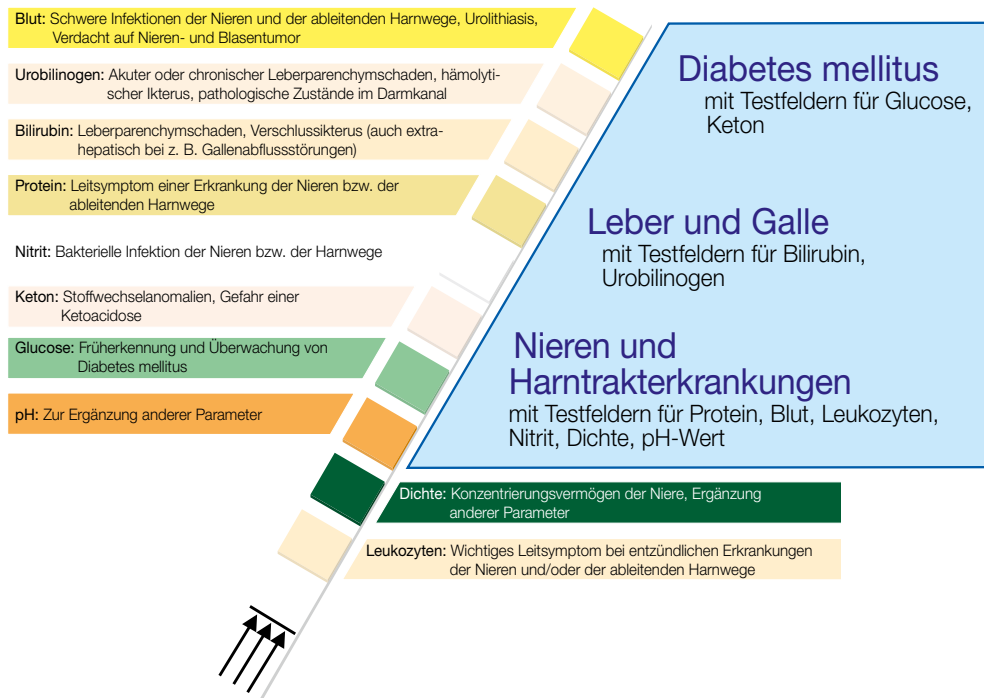 Blut: Schwere Infektionen der Nieren und der ableitenden Harnwege, Urolithiasis,
Verdacht auf Nieren- und Blasentumor
Urobilinogen: Akuter oder chronischer Leberparenchymschaden, hämolyti-
scher Ikterus, pathologische Zustände im Darmkanal
Bilirubin: Leberparenchymschaden, Verschlussikterus (auch extra-
hepatisch bei z. B. Gallenabflussstörungen)
Protein: Leitsymptom einer Erkrankung der Nieren bzw. der
ableitenden Harnwege
Nitrit: Bakterielle Infektion der Nieren bzw. der Harnwege
Keton: Stoffwechselanomalien, Gefahr einer
Ketoacidose
Glucose: Früherkennung und Überwachung von
Diabetes mellitus
pH: Zur Ergänzung anderer Parameter
Dichte: Konzentrierungsvermögen der Niere, Ergänzung
anderer Parameter
Leukozyten: Wichtiges Leitsymptom bei entzündlichen Erkrankungen
der Nieren und/oder der ableitenden Harnwege
Diabetes mellitus
mit Testfeldern für Glucose,
Keton
Leber und Galle
mit Testfeldern für Bilirubin,
Urobilinogen
Nieren und
Harntrakterkrankungen
mit Testfeldern für Protein, Blut, Leukozyten,
Nitrit, Dichte, pH-Wert